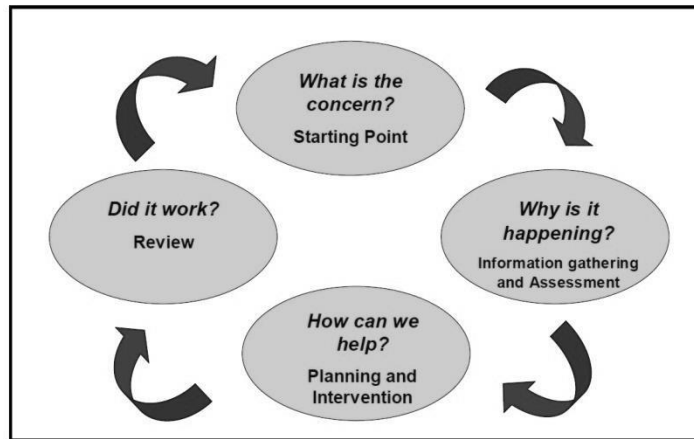 What is the
concern?
Starting Point
Why is it
happening?
Information gathering
and Assessment
How can we
help?
Planning and
Intervention
Did it work?
Review